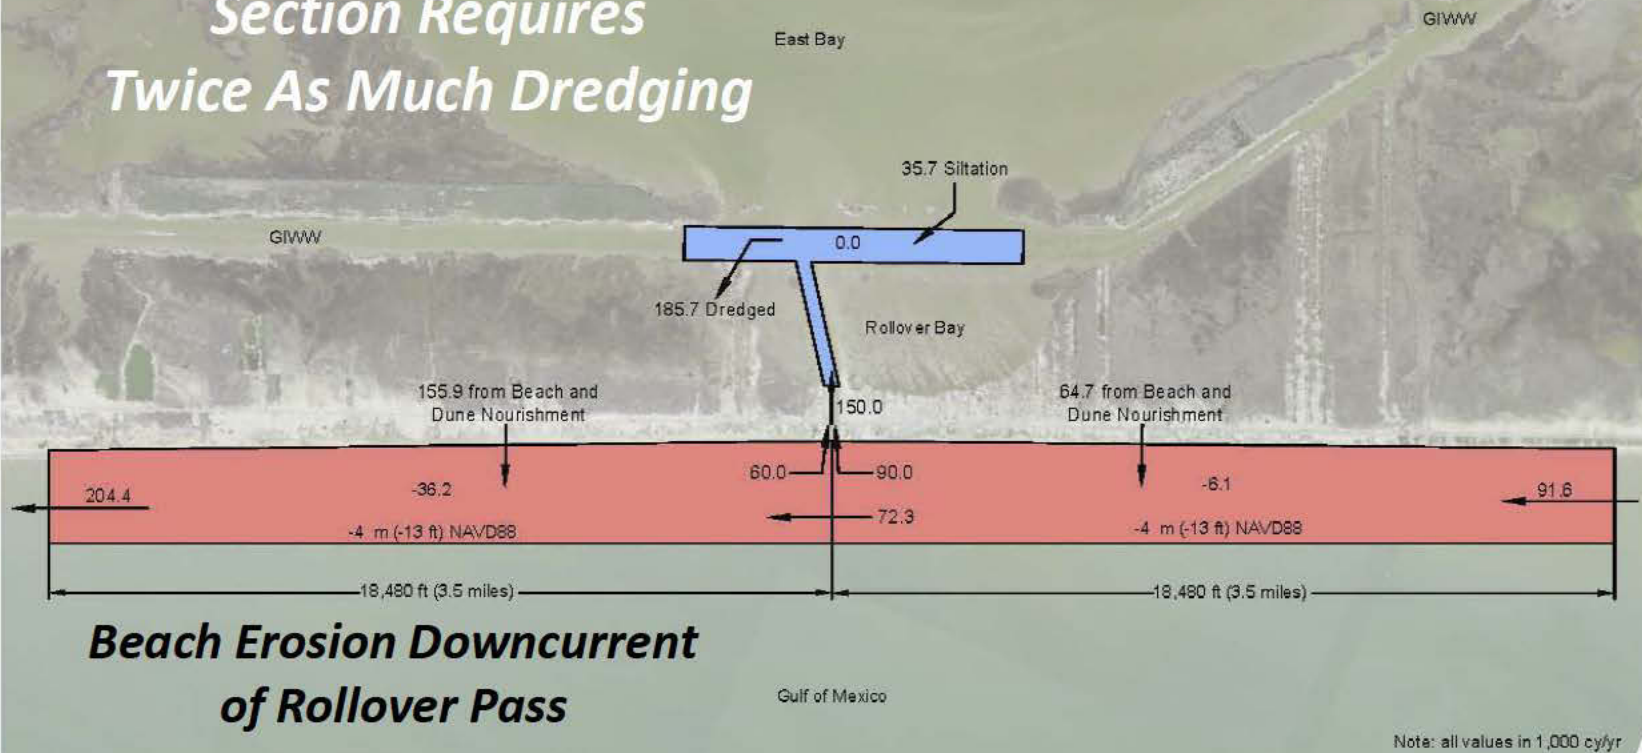 Section Requires
Twice As Much Dredging
East Bay
GIWW
35.7 Siltation
GIWW
0.0
185.7 Dredged
Rollover Bay
155.9 from Beach and
Dune Nourishment
64.7 from Beach and
Dune Nourishment
150.0
60.0
90.0
204.4
-36.2
-6.1
91.6
72.3
-4 m (-13 ft) NAVD88
-4 m (-13 ft) NAVD88
18,480 ft (3.5 miles)
18,480 ft (3.5 miles)
Beach Erosion Downcurrent
of Rollover Pass
Gulf of Mexico
Note: all values in 1,000 cy/yr